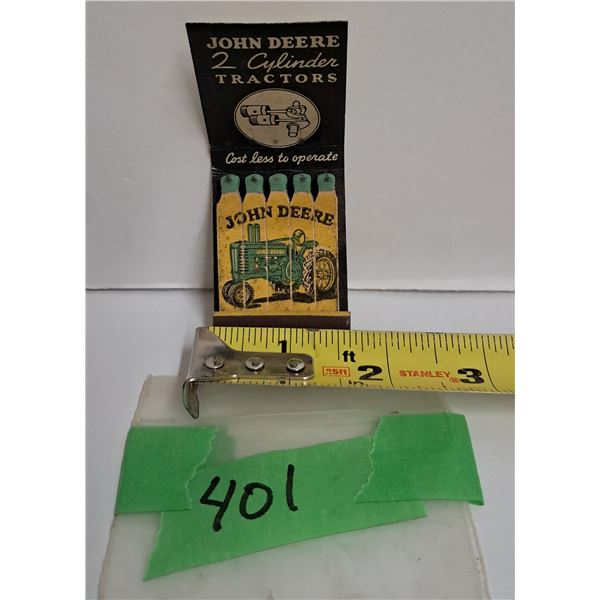 JOHN DEERE
2 Cylinder
TRACTORS
Cost less to operate
JOHN DEERE
1 ft 2 3
25ft STANLEY®
401